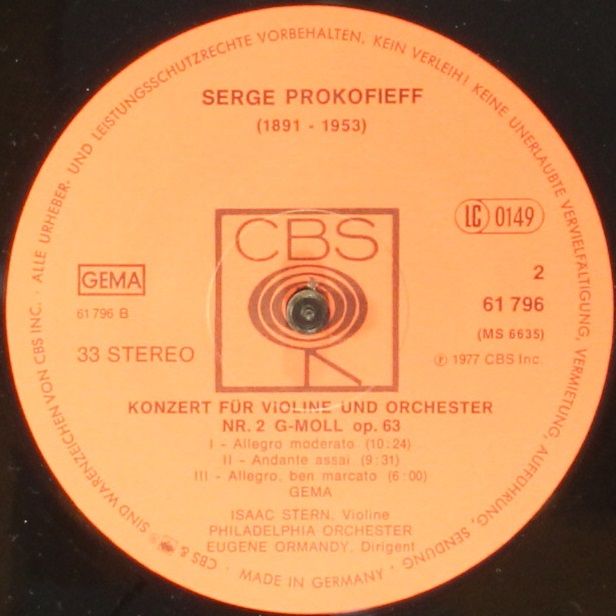 SERGE PROKOFIEFF
(1891 - 1953)
CBS
LC 0149
GEMA
61 796 B
33 STEREO
2
61 796
(MS 6635)
℗ 1977 CBS Inc.
KONZERT FÜR VIOLINE UND ORCHESTER
NR. 2 G-MOLL op. 63
I - Allegro moderato (10:24)
II - Andante assai (9:31)
III - Allegro, ben marcato (6:00)
GEMA
ISAAC STERN, Violine
PHILADELPHIA ORCHESTER
EUGENE ORMANDY, Dirigent
CBS & SIND WARENZEICHEN VON CBS INC. · ALLE URHEBER- UND LEISTUNGSSCHUTZRECHTE VORBEHALTEN. KEIN VERLEIH! KEINE UNERLAUBTE VERVIELFÄLTIGUNG, VERMIETUNG, AUFFÜHRUNG, SENDUNG.
MADE IN GERMANY